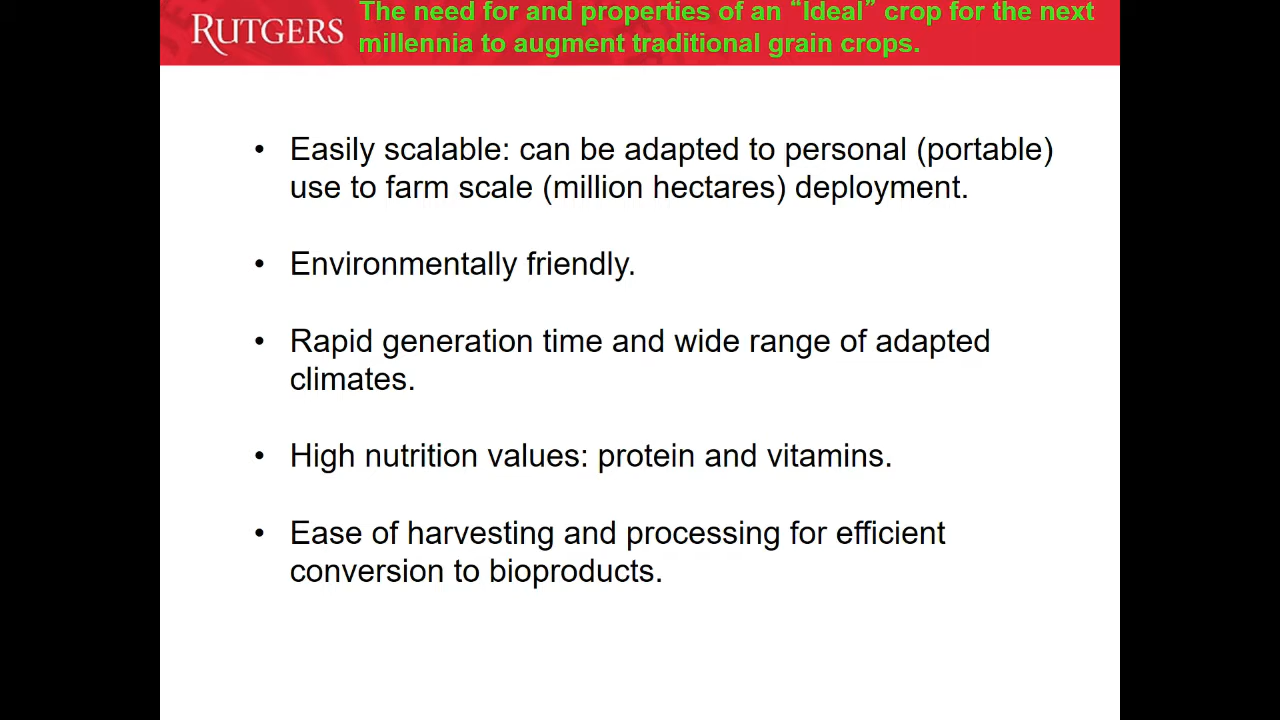 RUTGERS
The need for and properties of an “Ideal” crop for the next
millennia to augment traditional grain crops.
• Easily scalable: can be adapted to personal (portable)
use to farm scale (million hectares) deployment.
• Environmentally friendly.
• Rapid generation time and wide range of adapted
climates.
• High nutrition values: protein and vitamins.
• Ease of harvesting and processing for efficient
conversion to bioproducts.